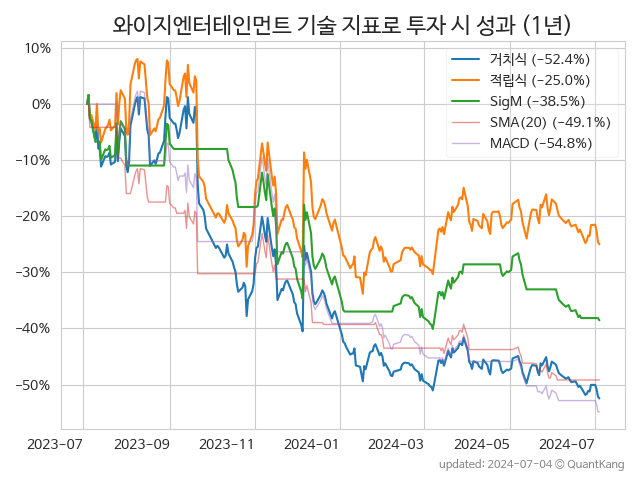 와이지엔터테인먼트 기술 지표로 투자 시 성과 (1년)
10%
0%
−10%
−20%
−30%
−40%
−50%
거치식 (−52.4%)
적립식 (−25.0%)
SigM (−38.5%)
SMA(20) (−49.1%)
MACD (−54.8%)
2023-07
2023-09
2023-11
2024-01
2024-03
2024-05
2024-07
updated: 2024-07-04 © QuantKang